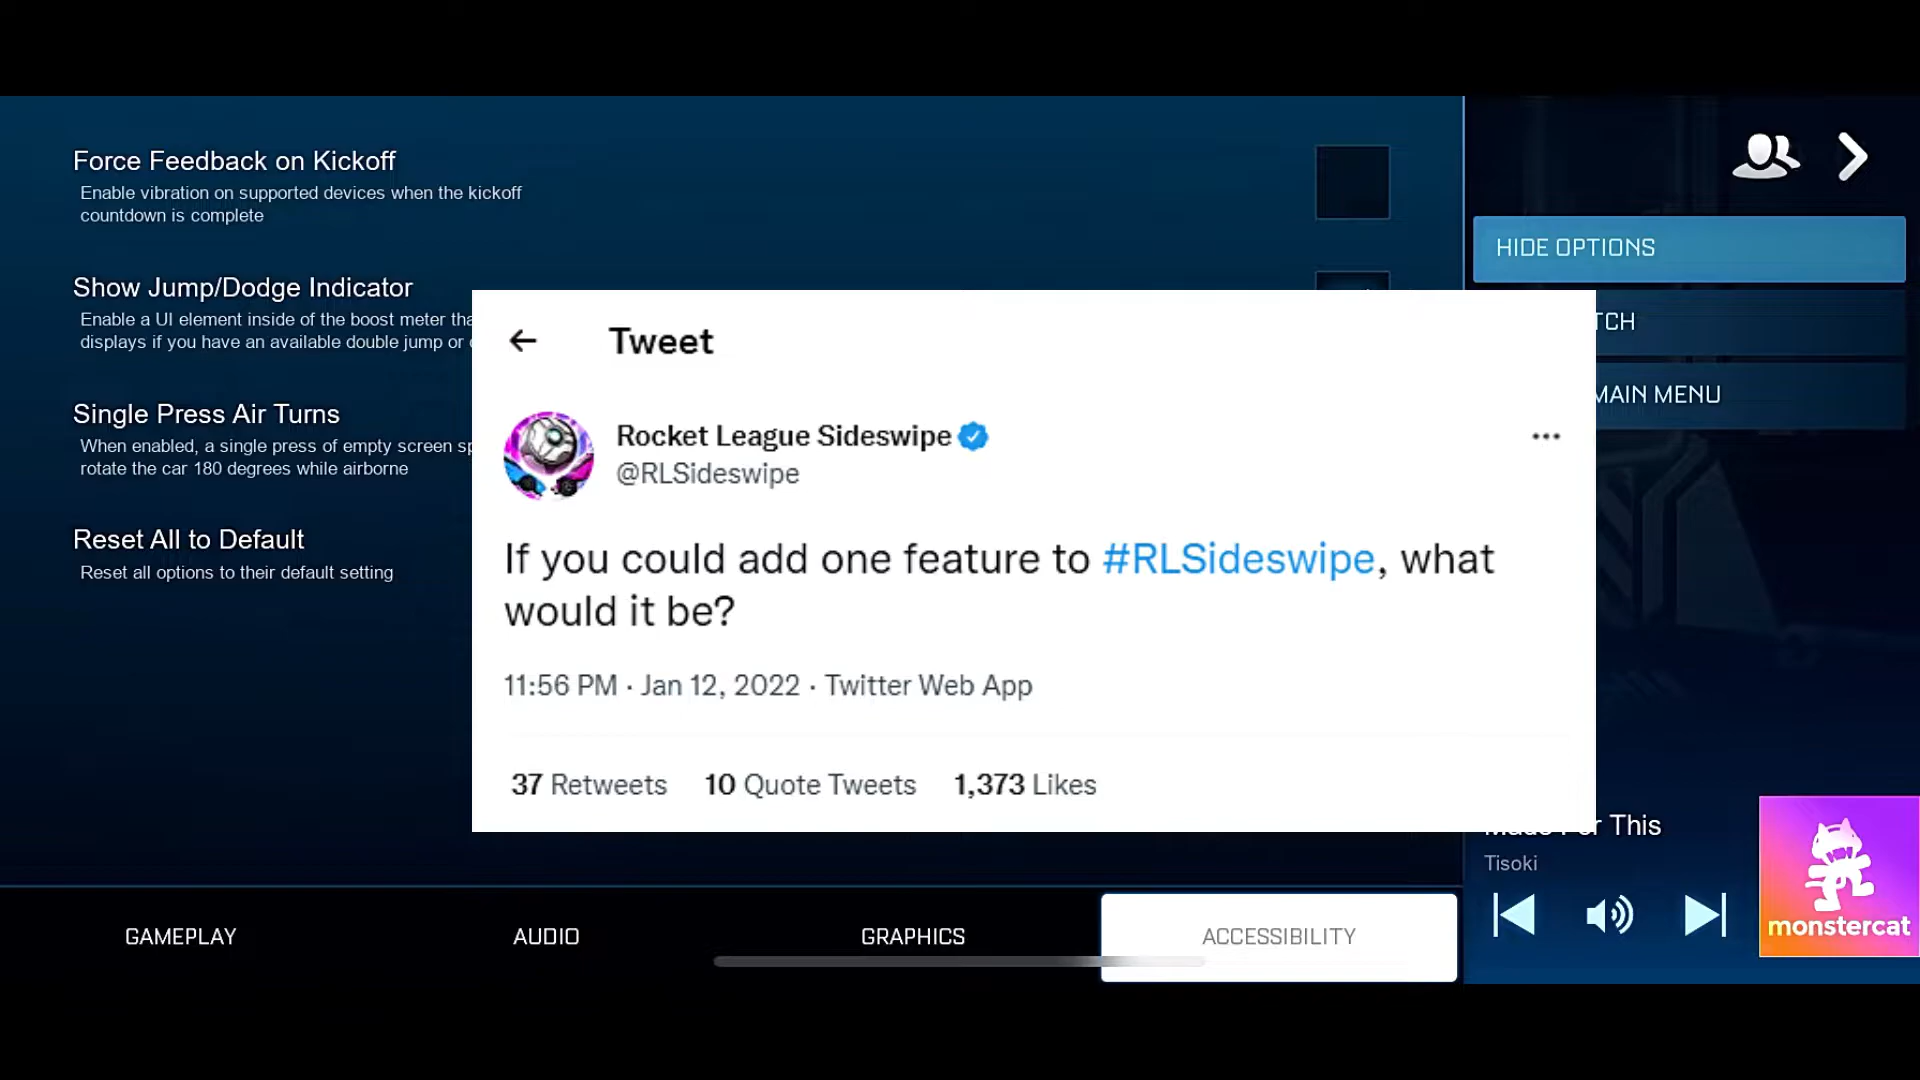 Force Feedback on Kickoff
Enable vibration on supported devices when the kickoff
countdown is complete
Show Jump/Dodge Indicator
Enable a UI element inside of the boost meter
displays if you have an available double jump or
Single Press Air Turns
When enabled, a single press of empty screen
rotate the car 180 degrees while airborne
Reset All to Default
Reset all options to their default setting
HIDE OPTIONS
MAIN MENU
Tweet
Rocket League Sideswipe
@RLSideswipe
If you could add one feature to #RLSideswipe, what
would it be?
11:56 PM · Jan 12, 2022 · Twitter Web App
37 Retweets 10 Quote Tweets 1,373 Likes
This
Tisoki
monstercat
GAMEPLAY
AUDIO
GRAPHICS
ACCESSIBILITY